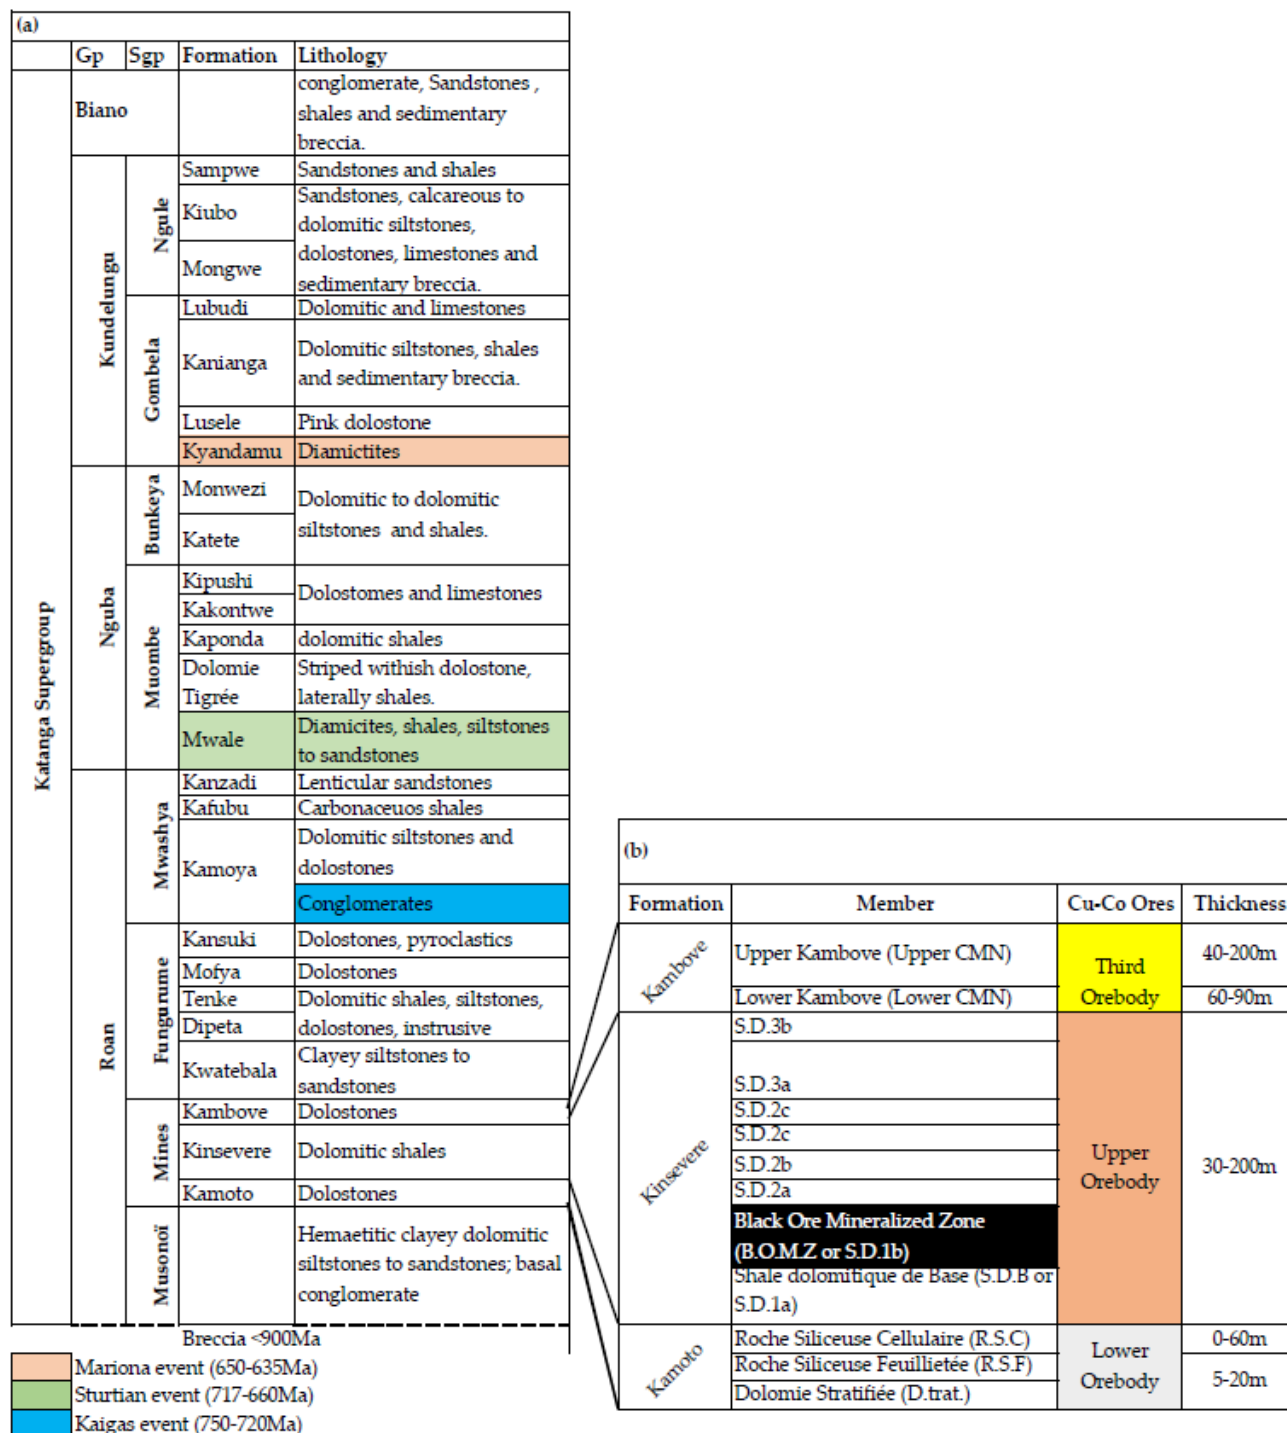 (a)
Gp Sgp Formation Lithology
Katanga Supergroup
Biano
conglomerate, Sandstones ,
shales and sedimentary
breccia.
Kundelungu
Ngule
Sampwe Sandstones and shales
Kiubo
Mongwe
Sandstones, calcareous to
dolomitic siltstones,
dolostones, limestones and
sedimentary breccia.
Gombela
Lubudi Dolomitic and limestones
Kanianga
Dolomitic siltstones, shales
and sedimentary breccia.
Lusele Pink dolostone
Kyandamu Diamictites
Nguba
Bunkeya
Monwezi
Katete
Dolomitic to dolomitic
siltstones and shales.
Muombe
Kipushi
Kakontwe
Dolostomes and limestones
Kaponda dolomitic shales
Dolomie
Tigrée
Striped withish dolostone,
laterally shales.
Mwale
Diamicites, shales, siltstones
to sandstones
Roan
Mwashya
Kanzadi Lenticular sandstones
Kafubu Carbonaceuos shales
Kamoya
Dolomitic siltstones and
dolostones
Conglomerates
Fungurume
Kansuki Dolostones, pyroclastics
Mofya Dolostones
Tenke
Dipeta
Dolomitic shales, siltstones,
dolostones, instrusive
Kwatebala
Clayey siltstones to
sandstones
Mines
Kambove Dolostones
Kinsevere Dolomitic shales
Kamoto Dolostones
Musonoï
Hemaetitic clayey dolomitic
siltstones to sandstones; basal
conglomerate
Breccia <900Ma
Mariona event (650-635Ma)
Sturtian event (717-660Ma)
Kaigas event (750-720Ma)
(b)
Formation Member Cu-Co Ores Thickness
Kambove
Upper Kambove (Upper CMN)
40-200m
Lower Kambove (Lower CMN)
60-90m
Third
Orebody
Kinsevere
S.D.3b
S.D.3a
S.D.2c
S.D.2c
S.D.2b
S.D.2a
Black Ore Mineralized Zone
(B.O.M.Z or S.D.1b)
Shale dolomitique de Base (S.D.B or
S.D.1a)
Upper
Orebody
30-200m
Kamoto
Roche Siliceuse Cellulaire (R.S.C)
0-60m
Roche Siliceuse Feuillietée (R.S.F)
Dolomie Stratifiée (D.trat.)
Lower
Orebody
5-20m